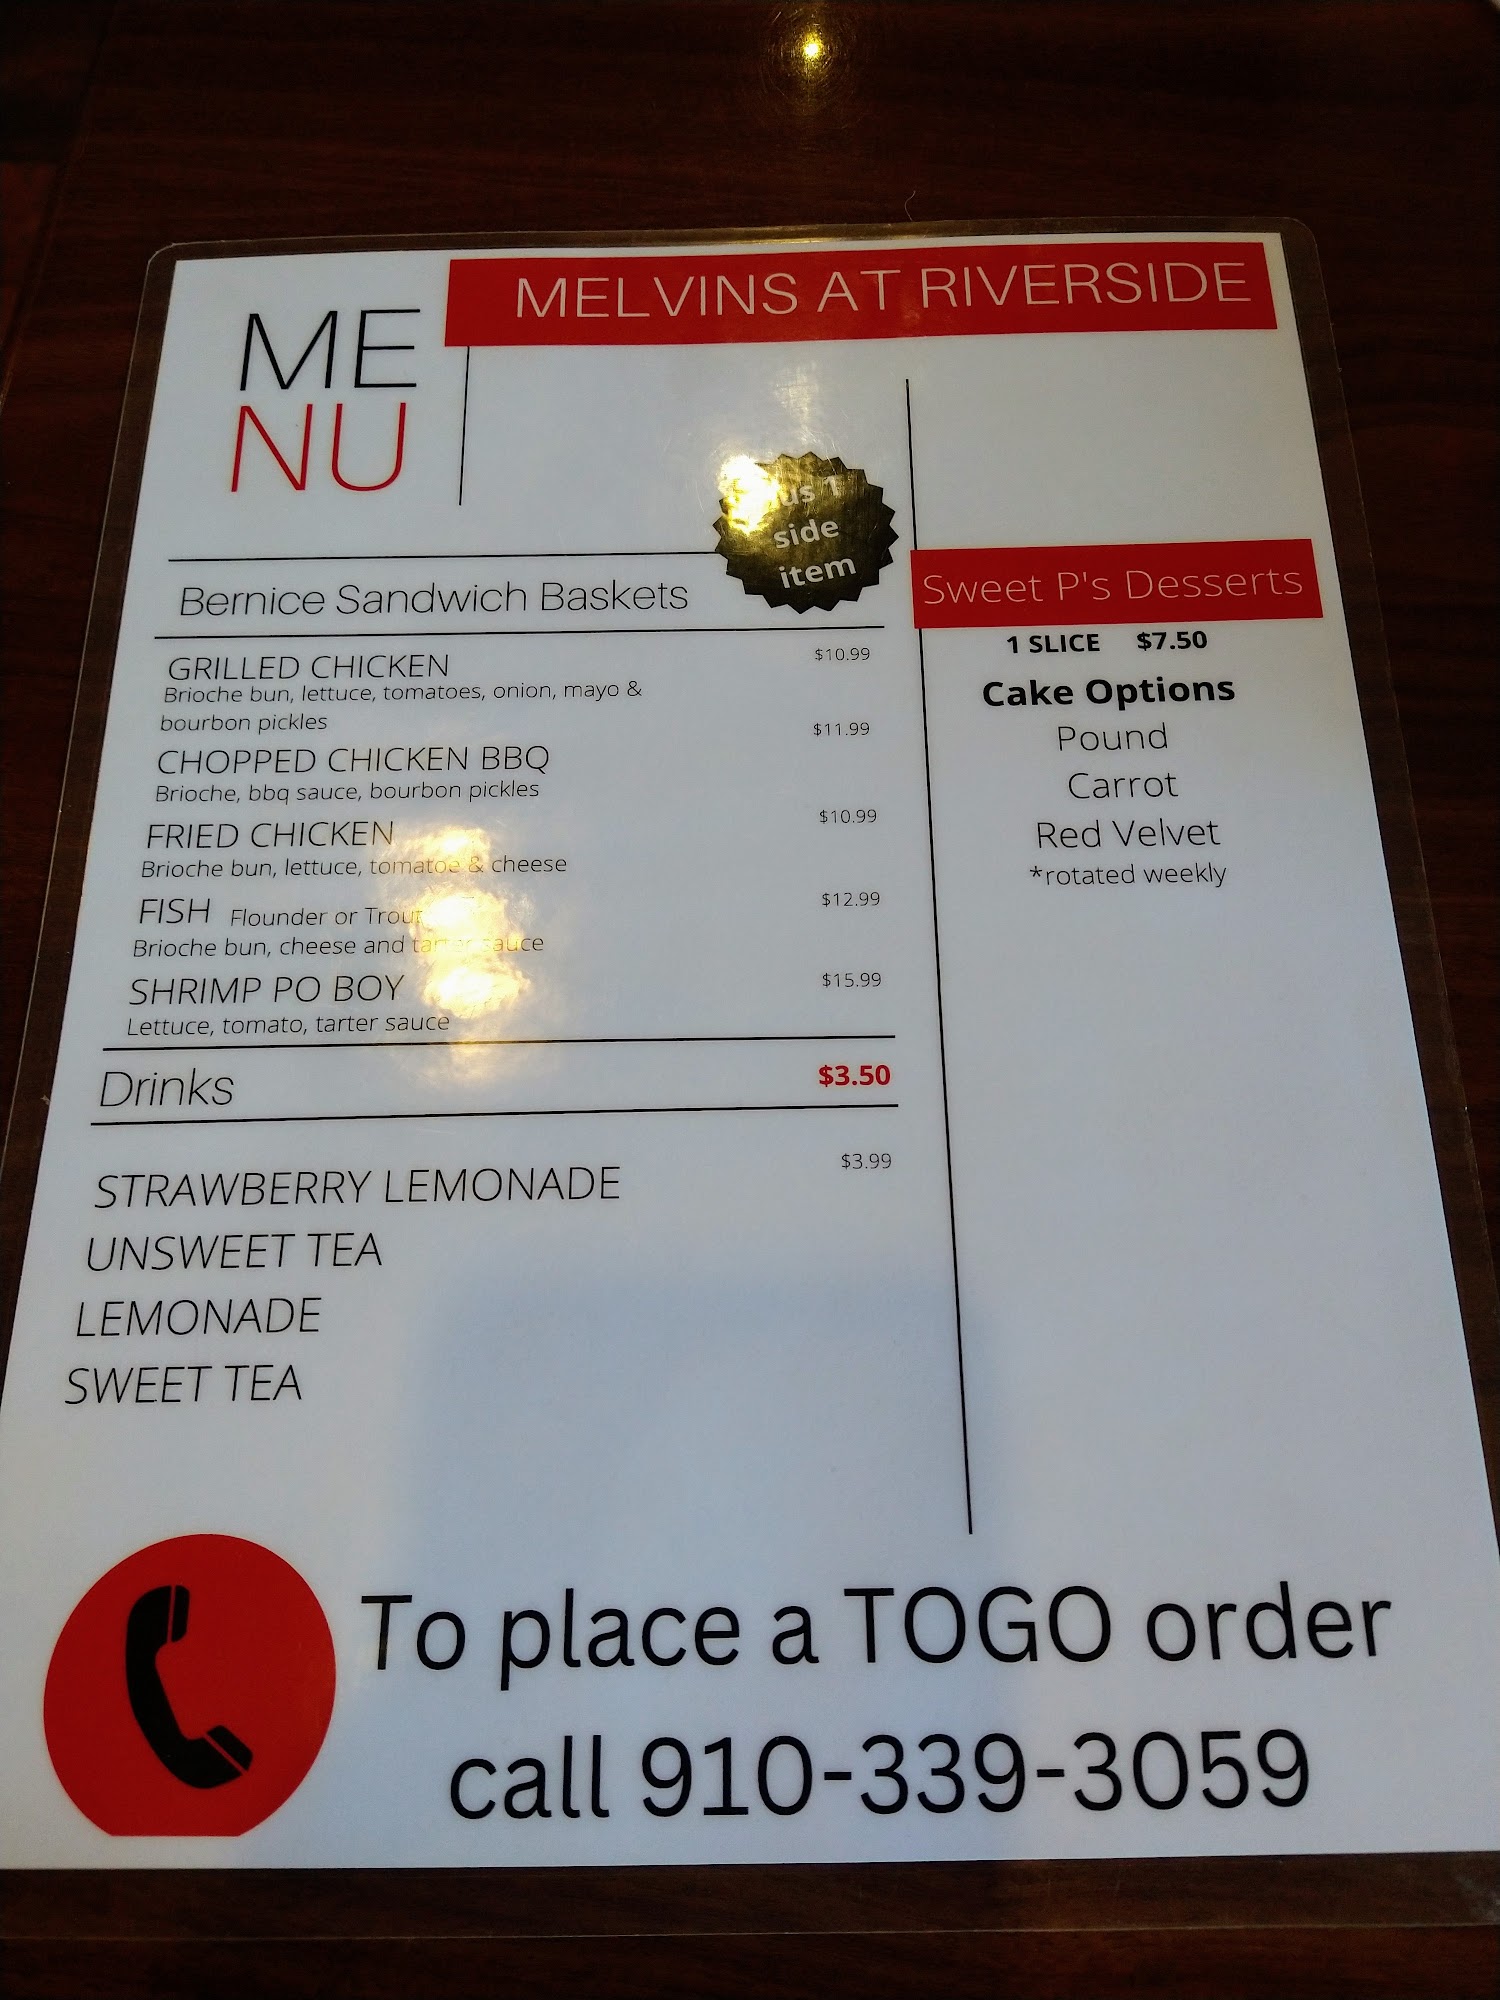 ME
NU
MELVINS AT RIVERSIDE
side
item
Bernice Sandwich Baskets
GRILLED CHICKEN $10.99
Brioche bun, lettuce, tomatoes, onion, mayo &
bourbon pickles
CHOPPED CHICKEN BBQ $11.99
Brioche, bbq sauce, bourbon pickles
FRIED CHICKEN $10.99
Brioche bun, lettuce, tomatoe & cheese
FISH Flounder or Trout $12.99
Brioche bun, cheese and tarter sauce
SHRIMP PO BOY $15.99
Lettuce, tomato, tarter sauce
Drinks $3.50
STRAWBERRY LEMONADE $3.99
UNSWEET TEA
LEMONADE
SWEET TEA
Sweet P's Desserts
1 SLICE $7.50
Cake Options
Pound
Carrot
Red Velvet
*rotated weekly
To place a TOGO order
call 910-339-3059